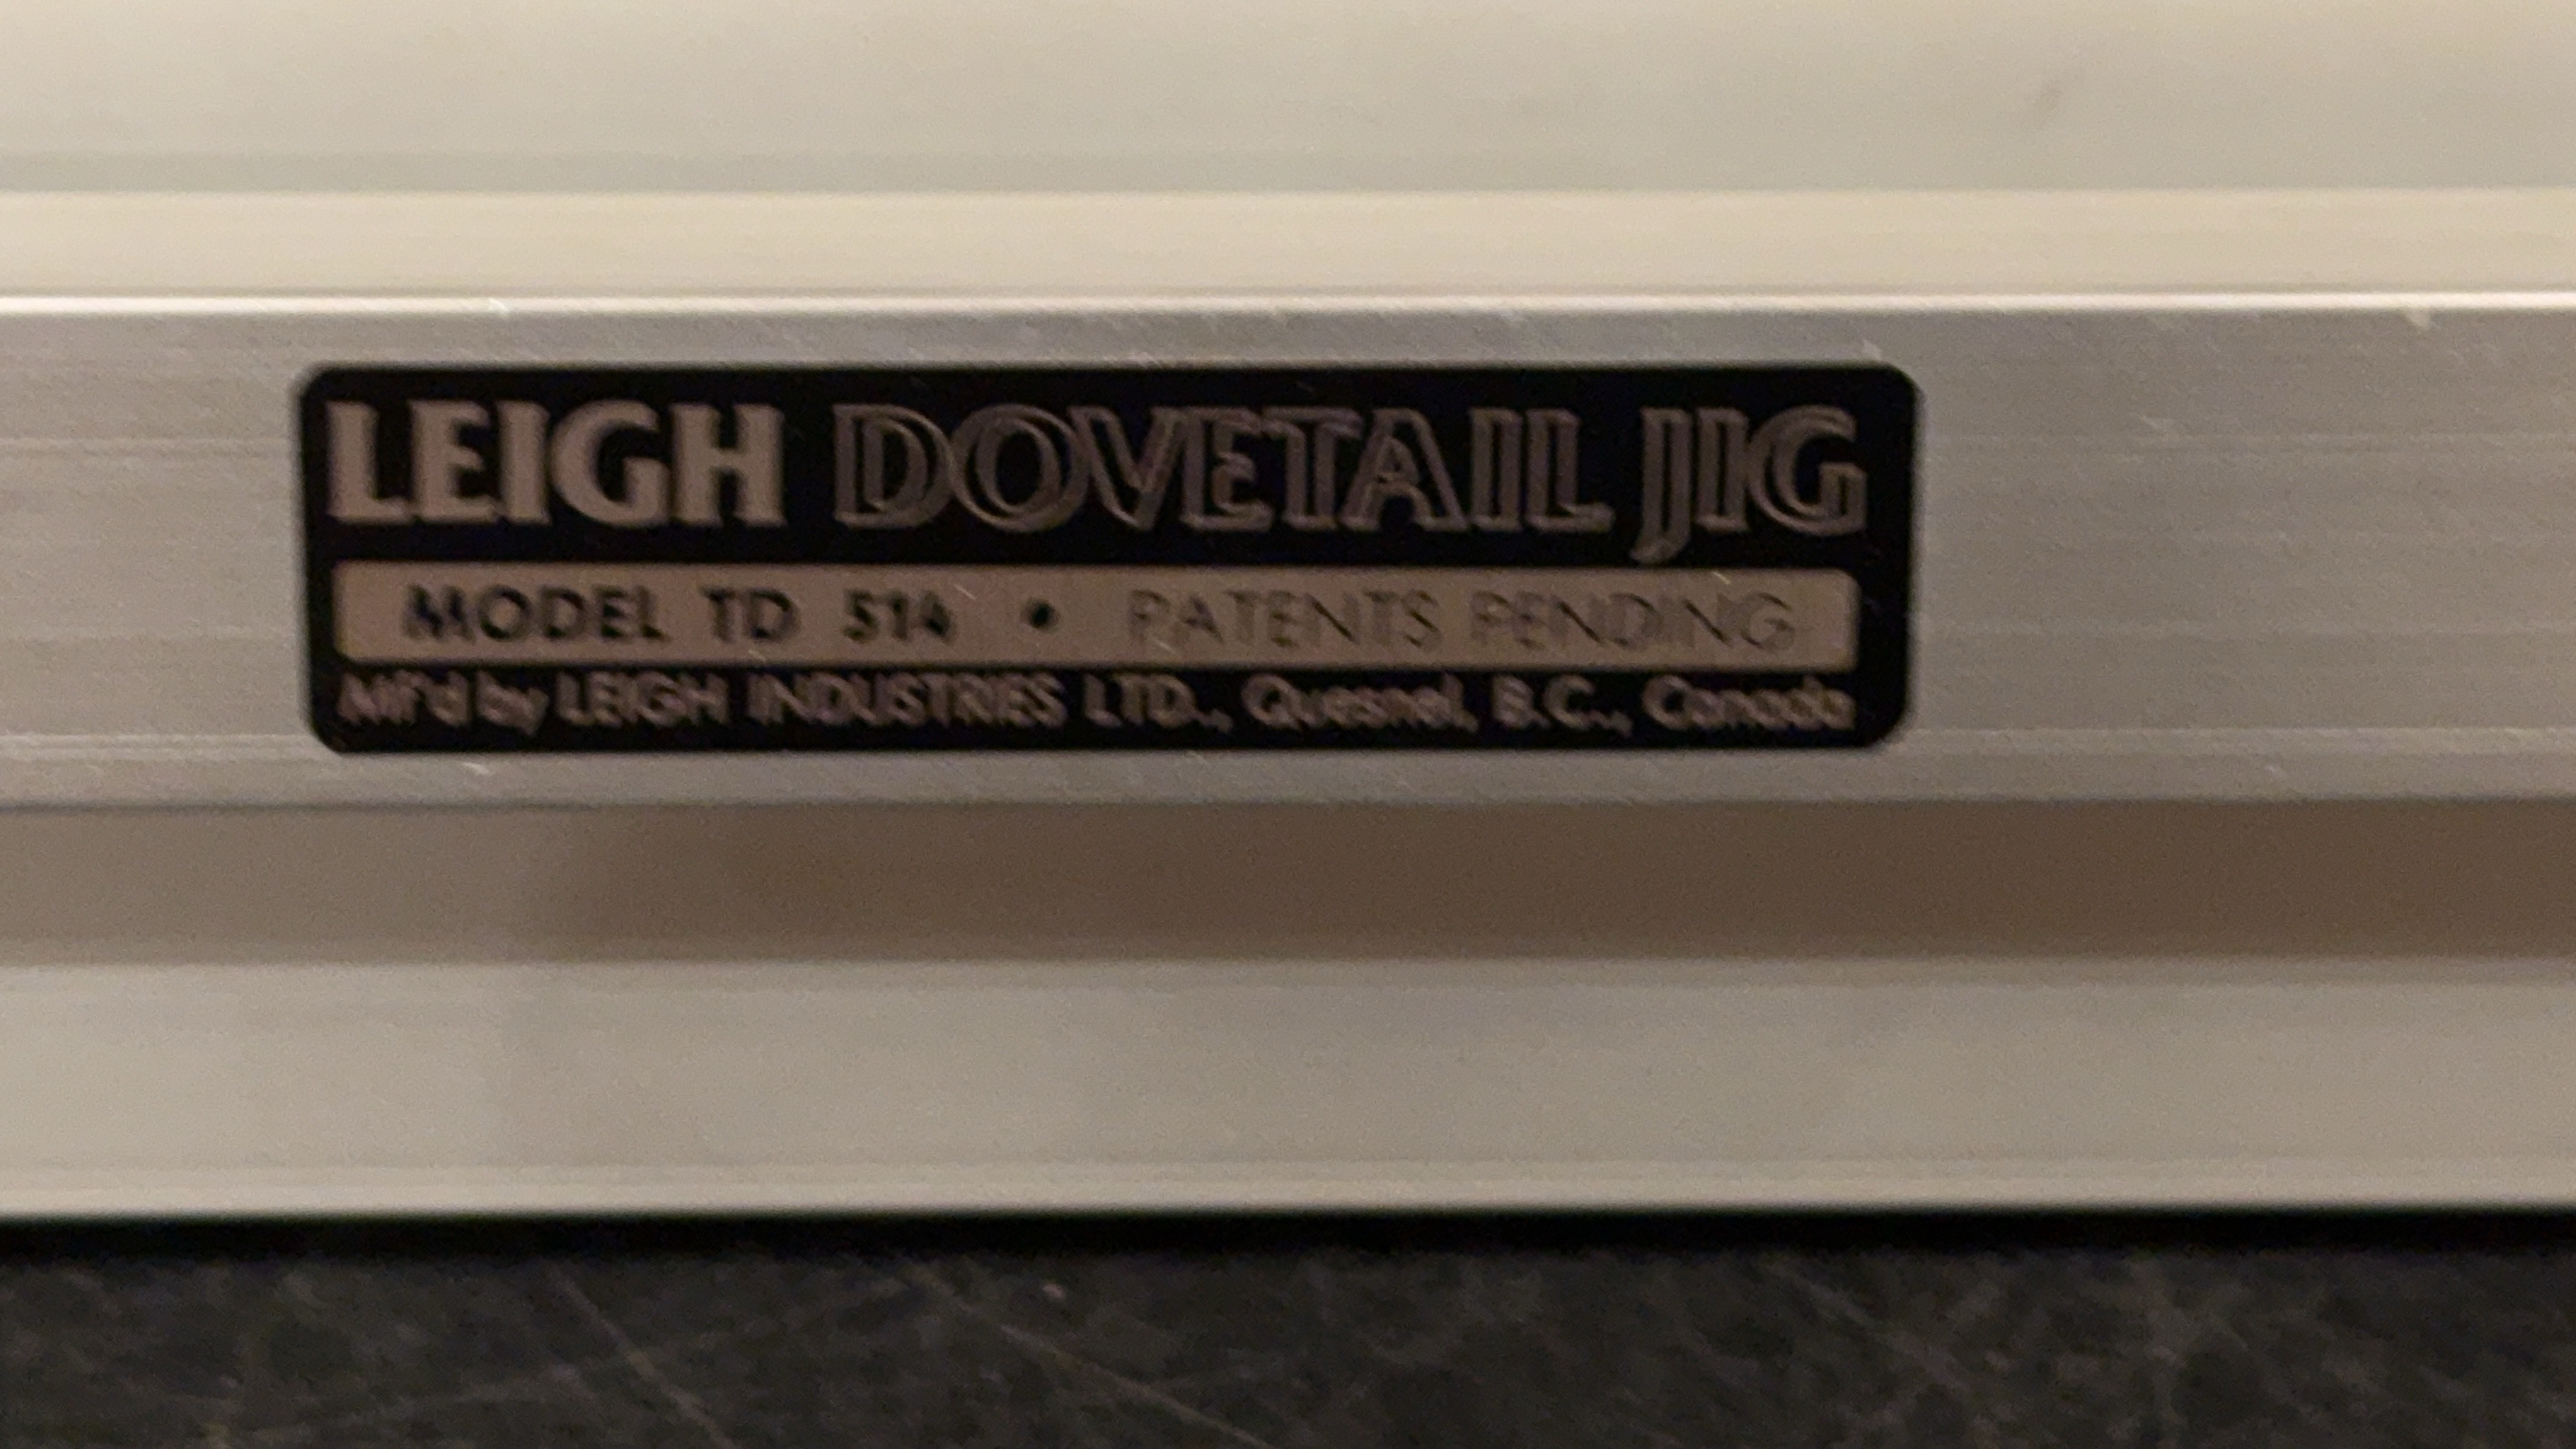 LEIGH DOVETAIL JIG
MODEL TD 514 • PATENTS PENDING
Mf'd by LEIGH INDUSTRIES LTD., Quesnel, B.C., Canada